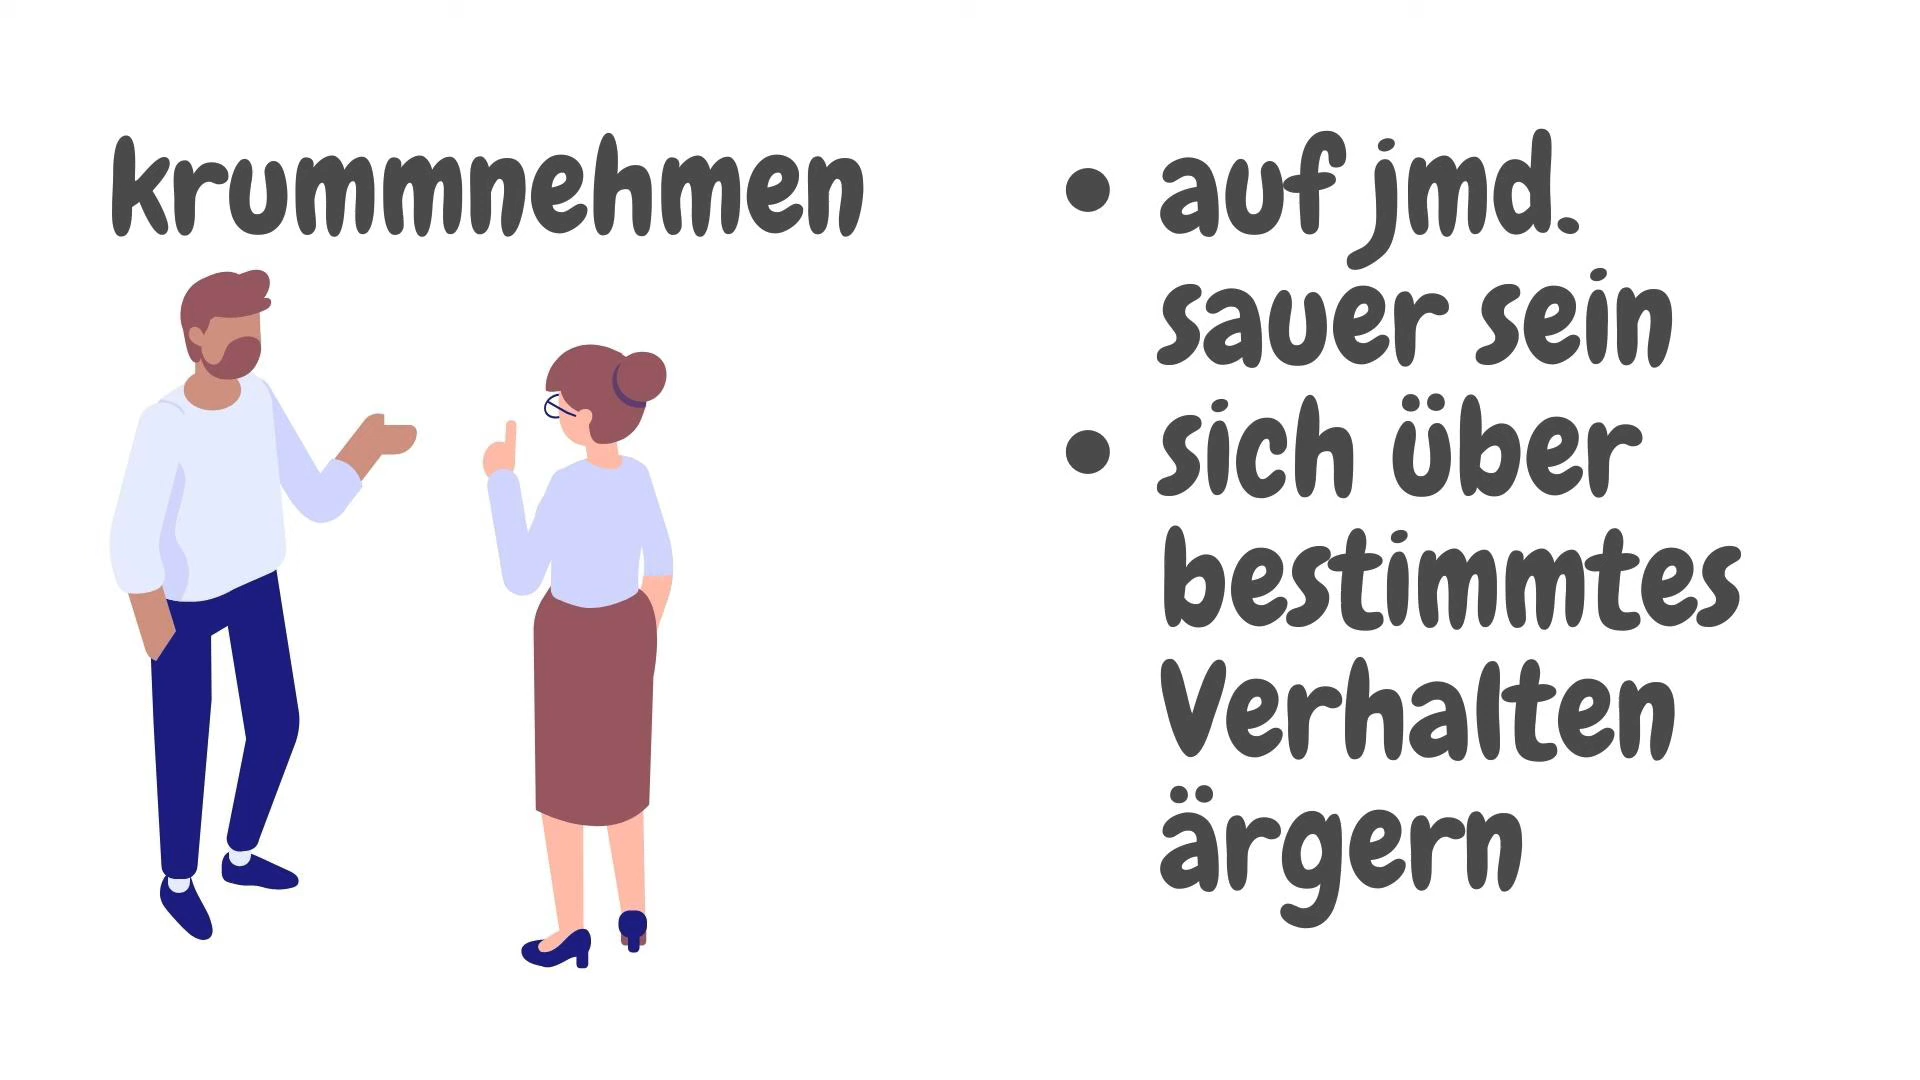 krummnehmen
• auf jmd.
sauer sein
• sich über
bestimmtes
Verhalten
ärgern